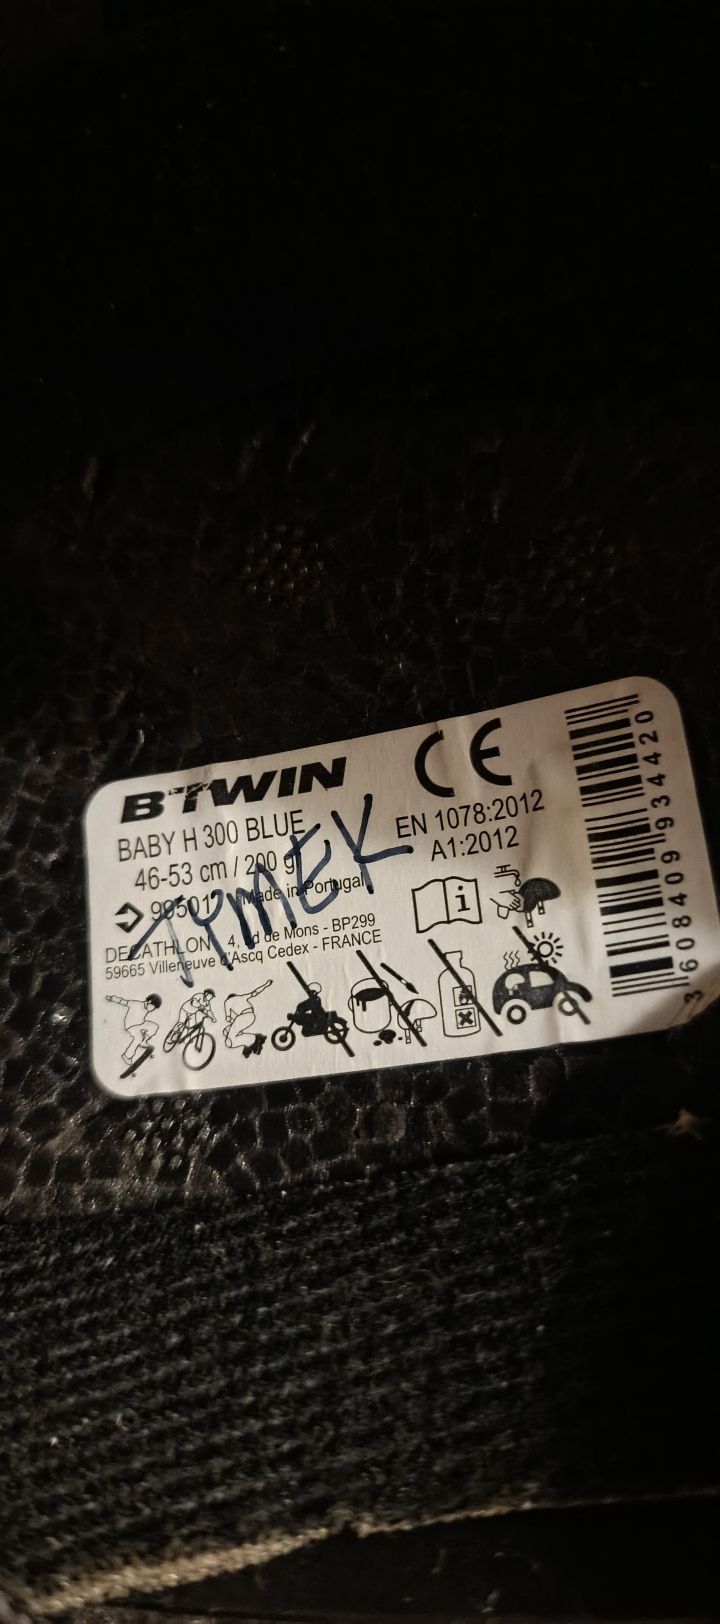 B'TWIN
BABY H 300 BLUE
46-53 cm / 200 g
Made in Portugal
DECATHLON 4, de Mons - BP299
59665 Villeneuve d'Ascq Cedex - FRANCE
TYMEK
CE
EN 1078:2012
A1:2012
i
3608409934420